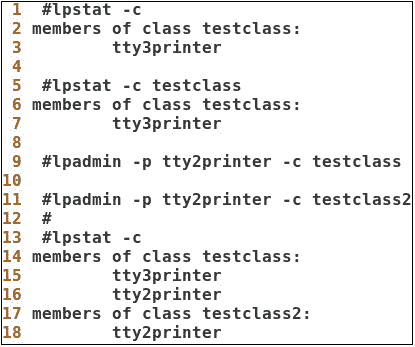 1 #lpstat -c
2 members of class testclass:
3 tty3printer
4
5 #lpstat -c testclass
6 members of class testclass:
7 tty3printer
8
9 #lpadmin -p tty2printer -c testclass
10
11 #lpadmin -p tty2printer -c testclass2
12 #
13 #lpstat -c
14 members of class testclass:
15 tty3printer
16 tty2printer
17 members of class testclass2:
18 tty2printer